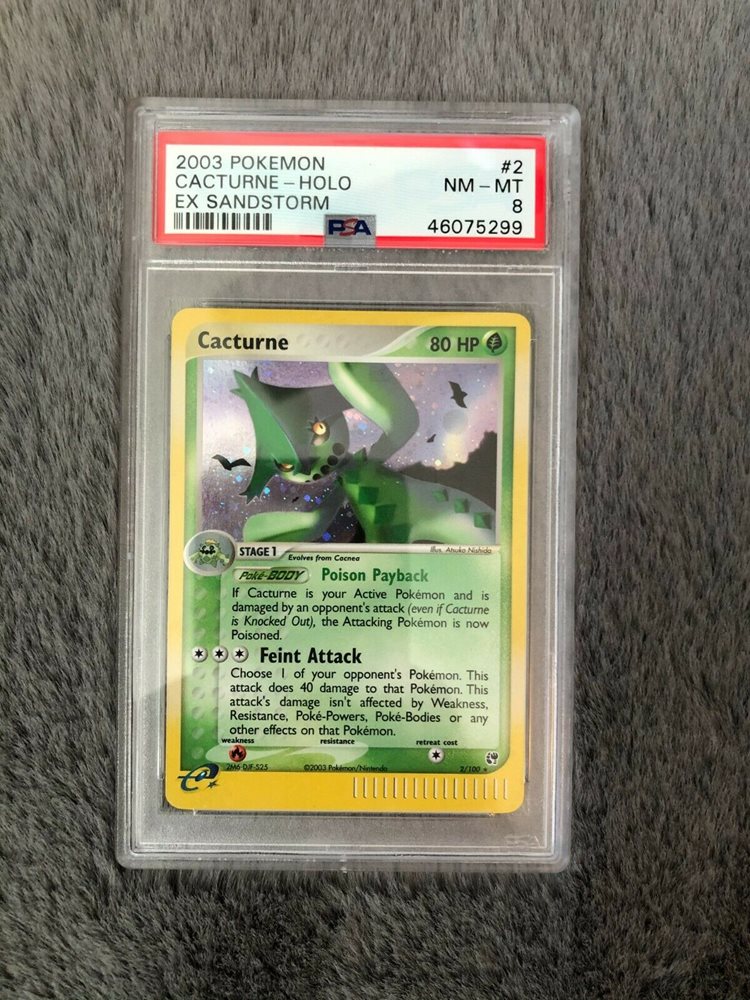 2003 POKEMON #2
CACTURNE - HOLO NM - MT
EX SANDSTORM 8
PSA 46075299
Cacturne 80 HP
STAGE 1 Evolves from Cacnea Illus. Atsuko Nishida
Poké-BODY Poison Payback
If Cacturne is your Active Pokémon and is
damaged by an opponent's attack (even if Cacturne
is Knocked Out), the Attacking Pokémon is now
Poisoned.
Feint Attack
Choose 1 of your opponent's Pokémon. This
attack does 40 damage to that Pokémon. This
attack's damage isn't affected by Weakness,
Resistance, Poké-Powers, Poké-Bodies or any
other effects on that Pokémon.
weakness resistance retreat cost
2M6 DJF-525 ©2003 Pokémon/Nintendo 2/100 ★
e
PSA